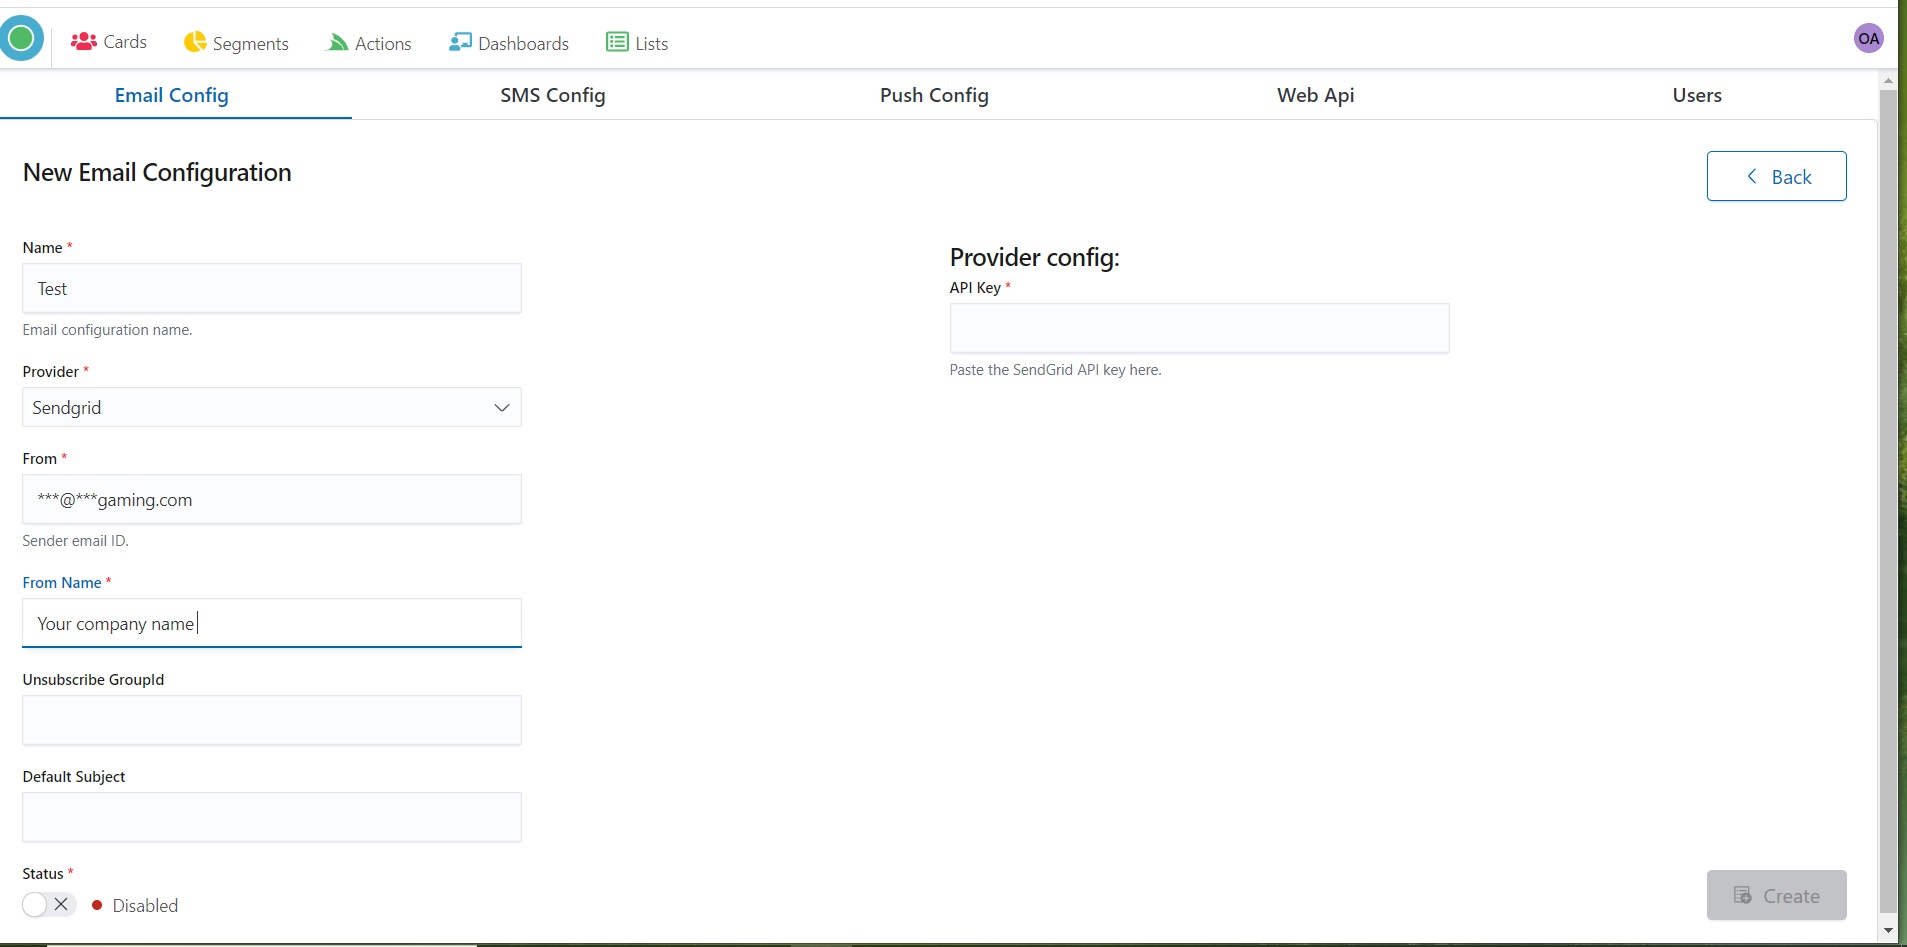 Cards
Segments
Actions
Dashboards
Lists
OA
Email Config
SMS Config
Push Config
Web Api
Users
New Email Configuration
Back
Name *
Test
Email configuration name.
Provider *
Sendgrid
From *
***@***gaming.com
Sender email ID.
From Name *
Your company name
Unsubscribe GroupId
Default Subject
Status *
Disabled
Provider config:
API Key *
Paste the SendGrid API key here.
Create